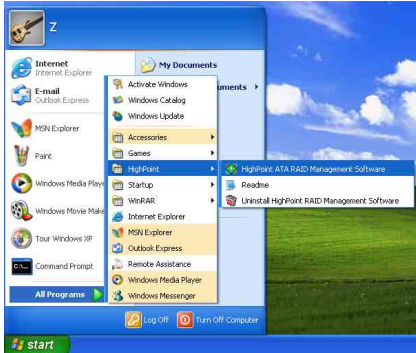 Z
Internet
Internet Explorer
E-mail
Outlook Express
MSN Explorer
Paint
Windows Media Play
Windows Movie Make
Tour Windows XP
C:\_
Command Prompt
All Programs
My Documents
uments
Activate Windows
Windows Catalog
Windows Update
Accessories
Games
HighPoint
Startup
WinRAR
Internet Explorer
MSN Explorer
Outlook Express
Remote Assistance
Windows Media Player
Windows Messenger
HighPoint ATA RAID Management Software
Readme
Uninstall HighPoint RAID Management Software
Log Off
Turn Off Computer
start